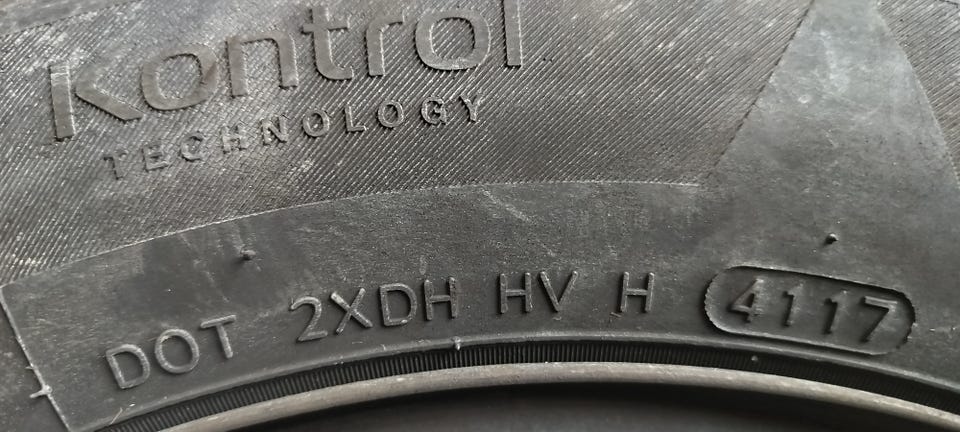 Kontrol
TECHNOLOGY
DOT 2XDH HV H 4117